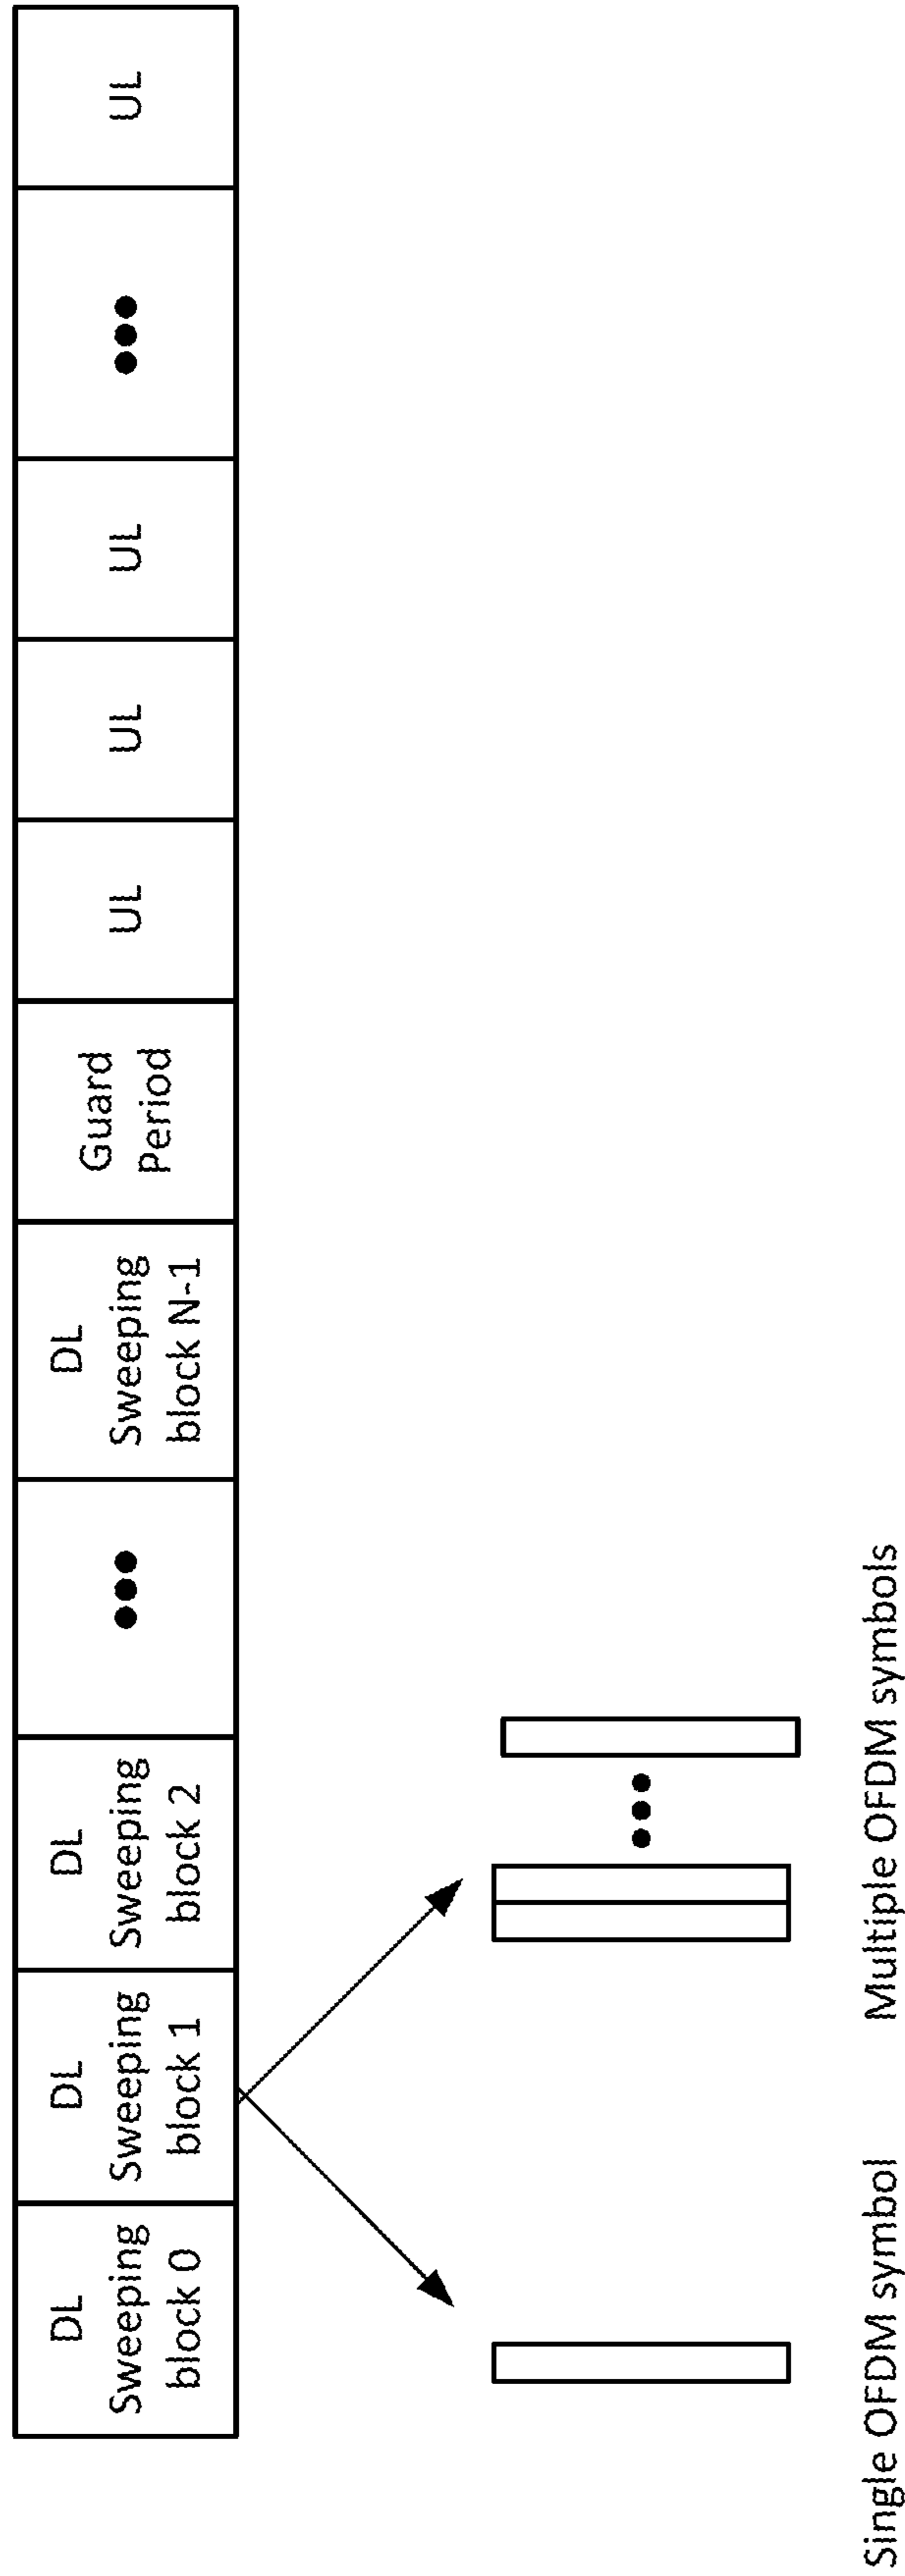 DL
Sweeping
block 0
DL
Sweeping
block 1
DL
Sweeping
block 2
DL
Sweeping
block N-1
Guard
Period
UL
UL
UL
UL
Single OFDM symbol
Multiple OFDM symbols